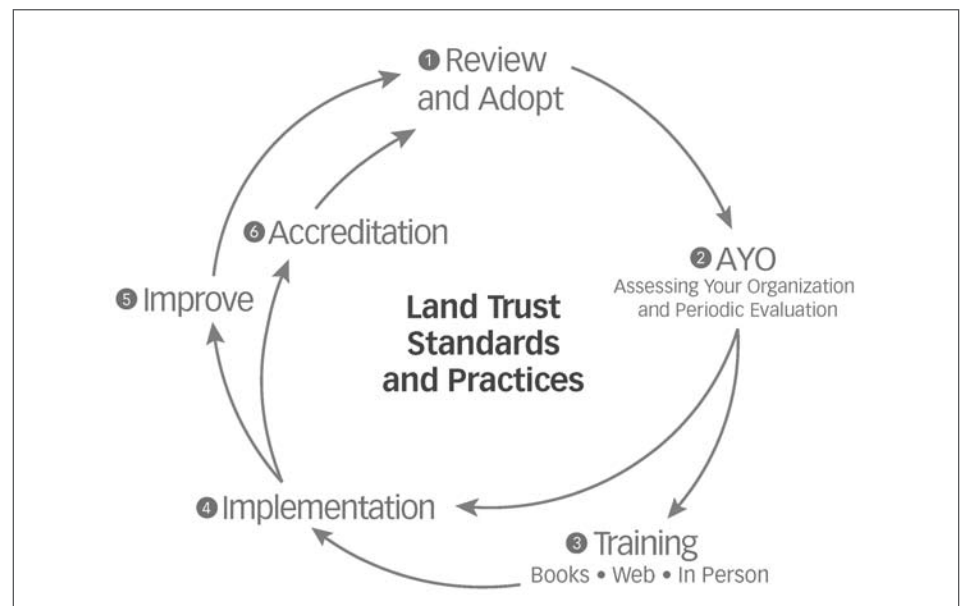 ❶ Review
and Adopt
❷ AYO
Assessing Your Organization
and Periodic Evaluation
❸ Training
Books • Web • In Person
❹ Implementation
❺ Improve
❻ Accreditation
Land Trust
Standards
and Practices